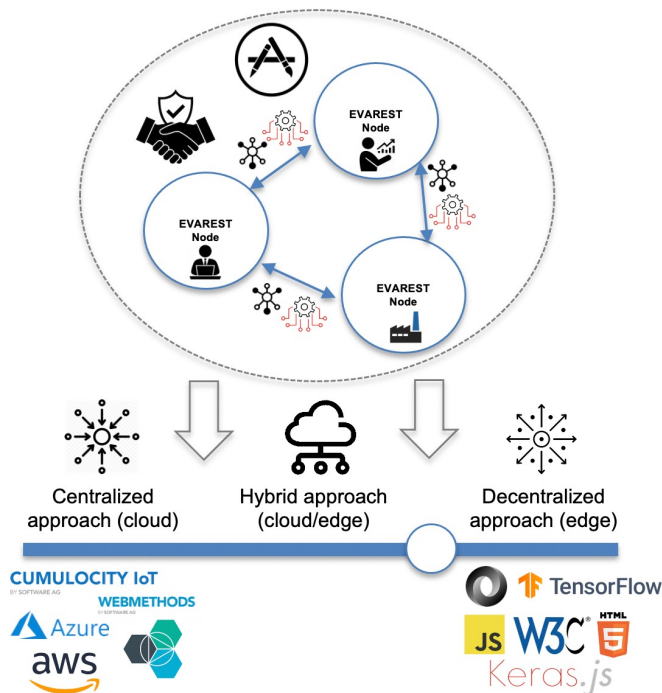 EVAREST
Node
EVAREST
Node
EVAREST
Node
Centralized
approach (cloud)
Hybrid approach
(cloud/edge)
Decentralized
approach (edge)
CUMULOCITY IoT
BY SOFTWARE AG
WEBMETHODS
BY SOFTWARE AG
Azure
aws
TensorFlow
JS
W3C®
HTML
5
Keras.js